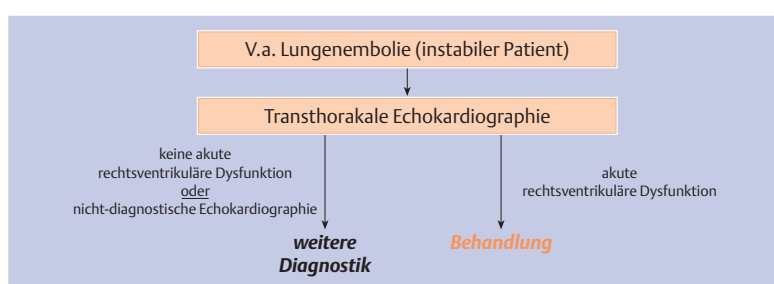 V.a. Lungenembolie (instabiler Patient)
Transthorakale Echokardiographie
keine akute
rechtsventrikuläre Dysfunktion
oder
nicht-diagnostische Echokardiographie
akute
rechtsventrikuläre Dysfunktion
weitere
Diagnostik
Behandlung